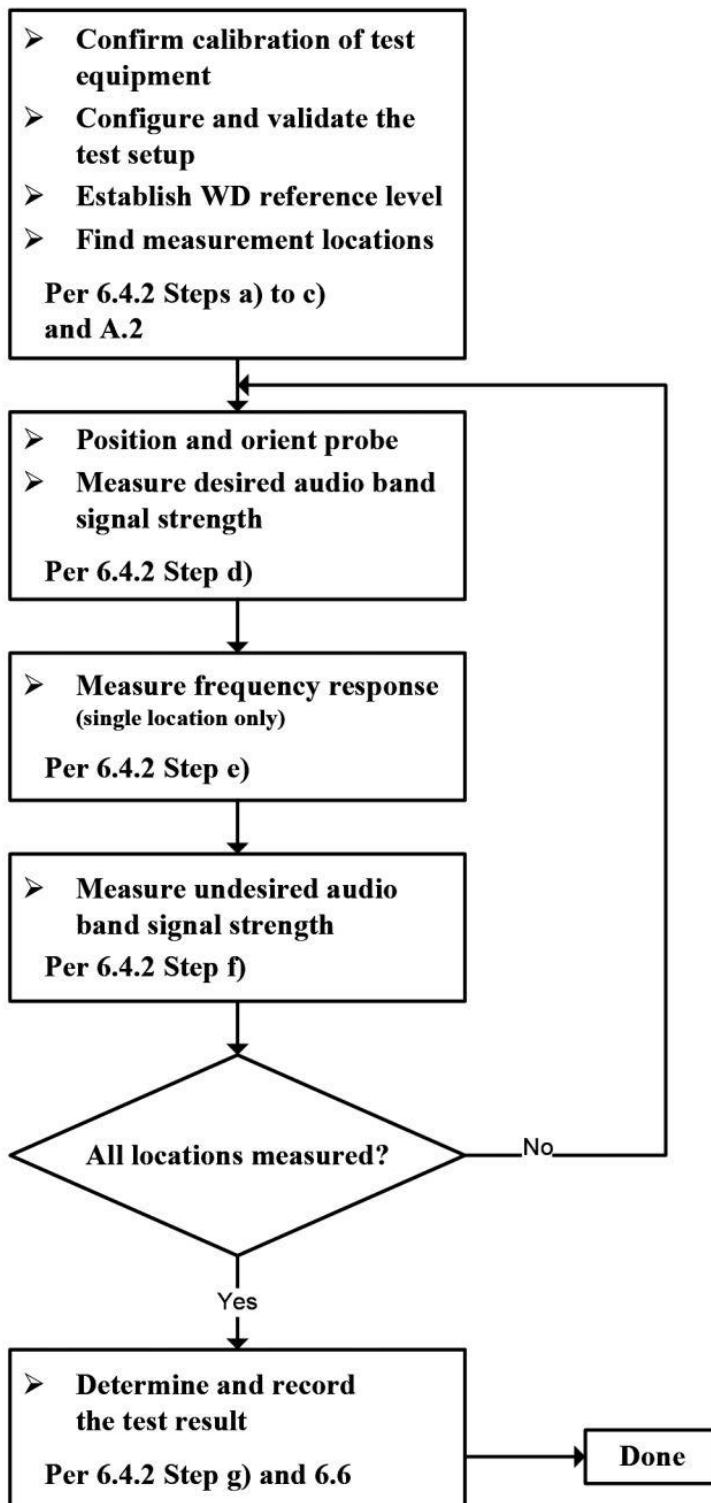 ➢ Confirm calibration of test
equipment
➢ Configure and validate the
test setup
➢ Establish WD reference level
➢ Find measurement locations
Per 6.4.2 Steps a) to c)
and A.2
➢ Position and orient probe
➢ Measure desired audio band
signal strength
Per 6.4.2 Step d)
➢ Measure frequency response
(single location only)
Per 6.4.2 Step e)
➢ Measure undesired audio
band signal strength
Per 6.4.2 Step f)
All locations measured?
No
Yes
➢ Determine and record
the test result
Per 6.4.2 Step g) and 6.6
Done